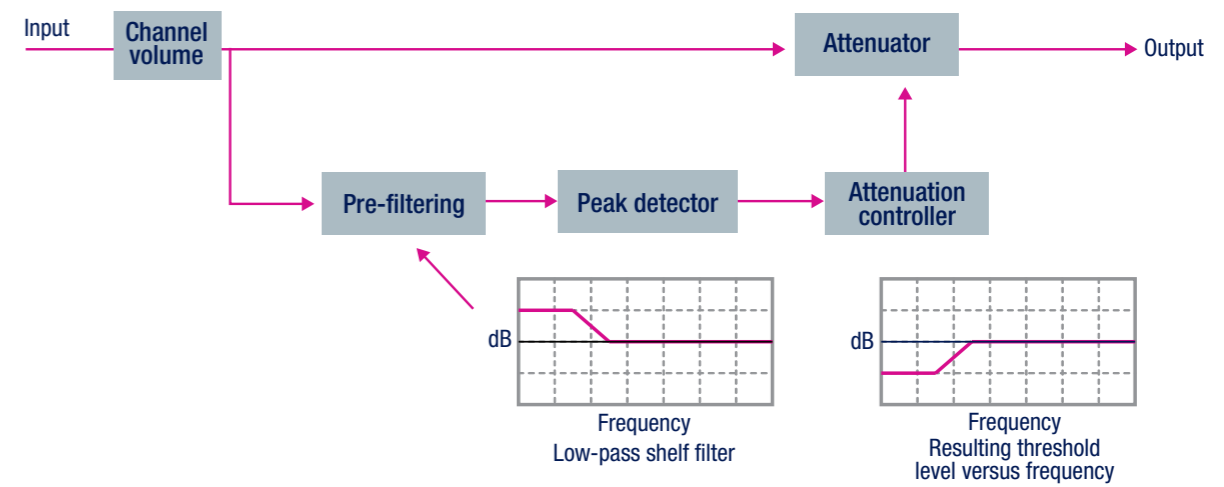 Input
Channel
volume
Attenuator
Output
Pre-filtering
Peak detector
Attenuation
controller
dB
Frequency
Low-pass shelf filter
dB
Frequency
Resulting threshold
level versus frequency